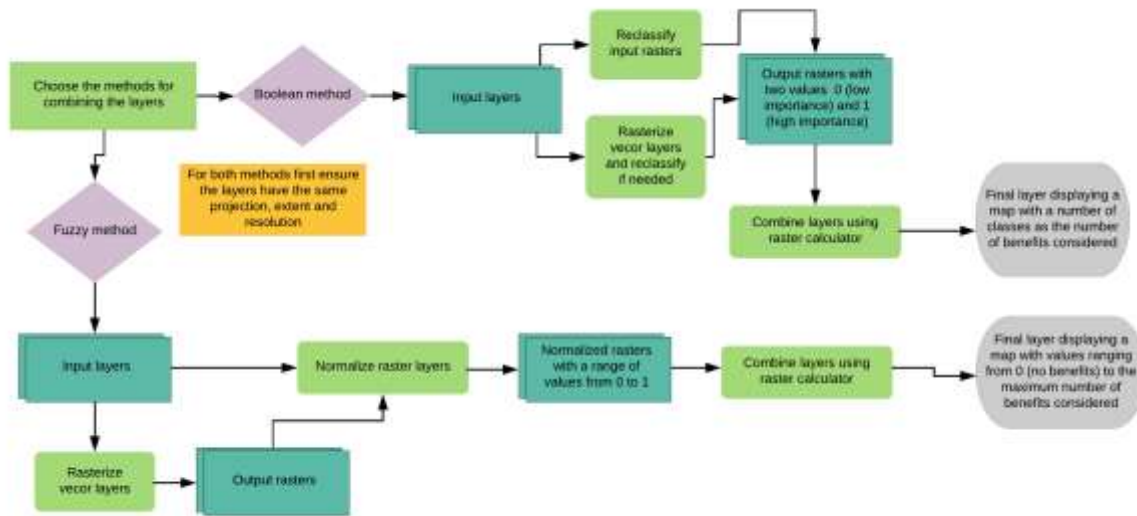 Reclassify
input rasters
Choose the methods for
combining the layers
Boolean method
Input layers
Output rasters with
two values: 0 (low
importance) and 1
(high importance)
Rasterize
vecor layers
and reclassify
if needed
For both methods first ensure
the layers have the same
projection, extent and
resolution
Fuzzy method
Combine layers using
raster calculator
Final layer displaying a
map with a number of
classes as the number
of benefits considered
Input layers
Normalize raster layers
Normalized rasters
with a range of
values from 0 to 1
Combine layers using
raster calculator
Final layer displaying a
map with values ranging
from 0 (no benefits) to the
maximum number of
benefits considered
Rasterize
vecor layers
Output rasters